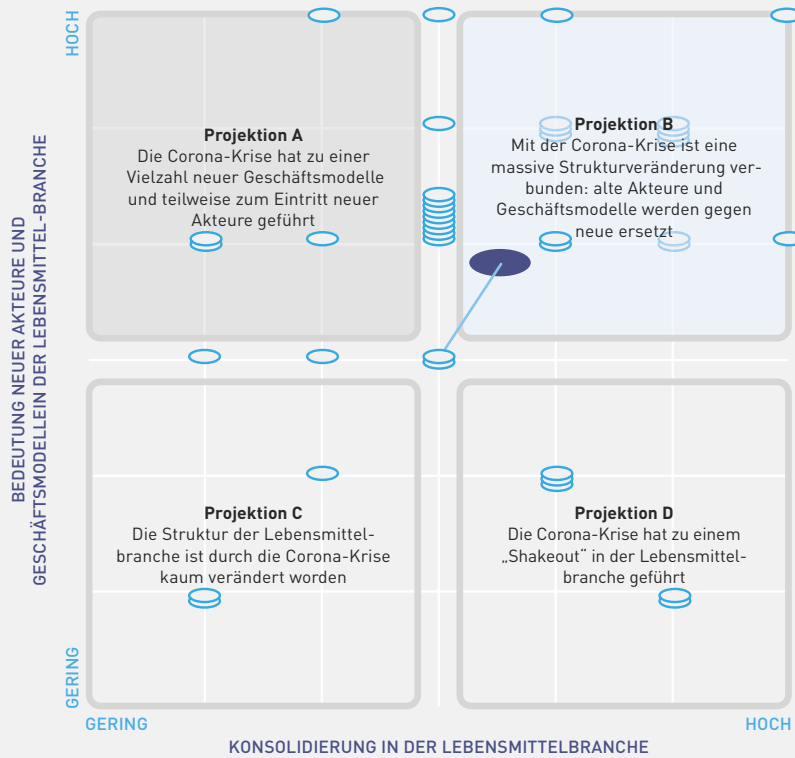 HOCH
BEDEUTUNG NEUER AKTEURE UND
GESCHÄFTSMODELLEIN DER LEBENSMITTEL-BRANCHE
GERING
Projektion A
Die Corona-Krise hat zu einer
Vielzahl neuer Geschäftsmodelle
und teilweise zum Eintritt neuer
Akteure geführt
Projektion B
Mit der Corona-Krise ist eine
massive Strukturveränderung ver-
bunden: alte Akteure und
Geschäftsmodelle werden gegen
neue ersetzt
Projektion C
Die Struktur der Lebensmittel-
branche ist durch die Corona-Krise
kaum verändert worden
Projektion D
Die Corona-Krise hat zu einem
„Shakeout“ in der Lebensmittel-
branche geführt
GERING
HOCH
KONSOLIDIERUNG IN DER LEBENSMITTELBRANCHE